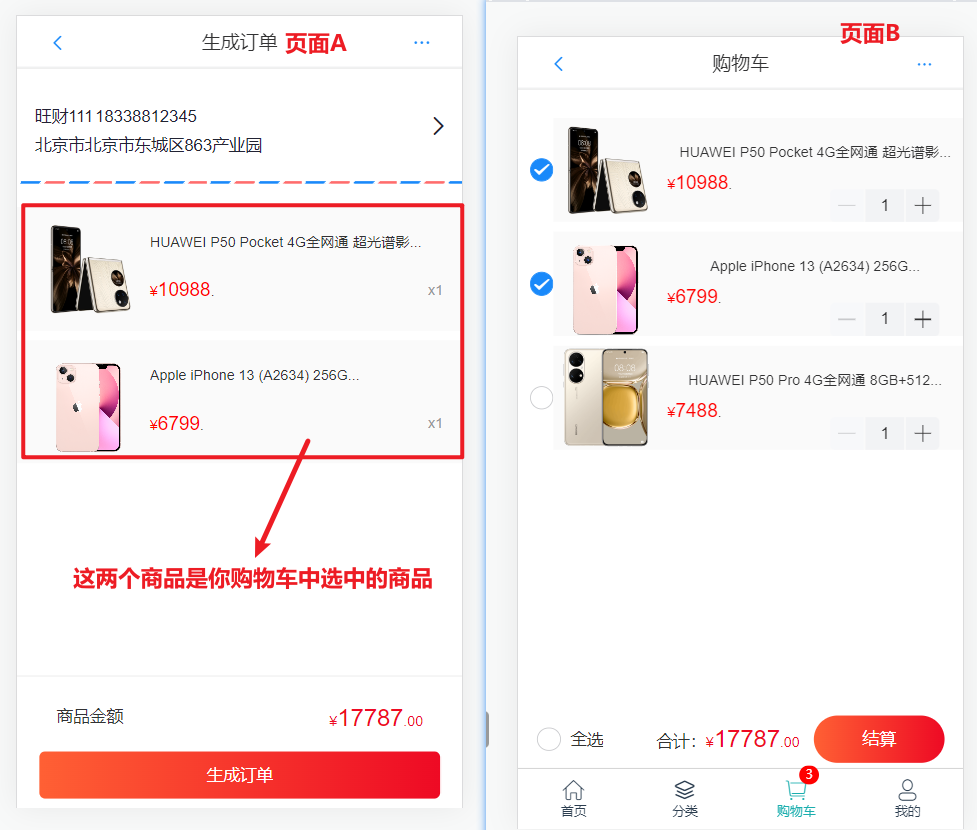 生成订单 页面A
...
旺财111 18338812345
北京市北京市东城区863产业园
HUAWEI P50 Pocket 4G全网通 超光谱影...
¥10988.
x1
Apple iPhone 13 (A2634) 256G...
¥6799.
x1
这两个商品是你购物车中选中的商品
商品金额
¥17787.00
生成订单
页面B
购物车
...
HUAWEI P50 Pocket 4G全网通 超光谱影...
¥10988.
— 1 +
Apple iPhone 13 (A2634) 256G...
¥6799.
— 1 +
HUAWEI P50 Pro 4G全网通 8GB+512...
¥7488.
— 1 +
全选
合计：¥17787.00
结算
3
首页
分类
购物车
我的